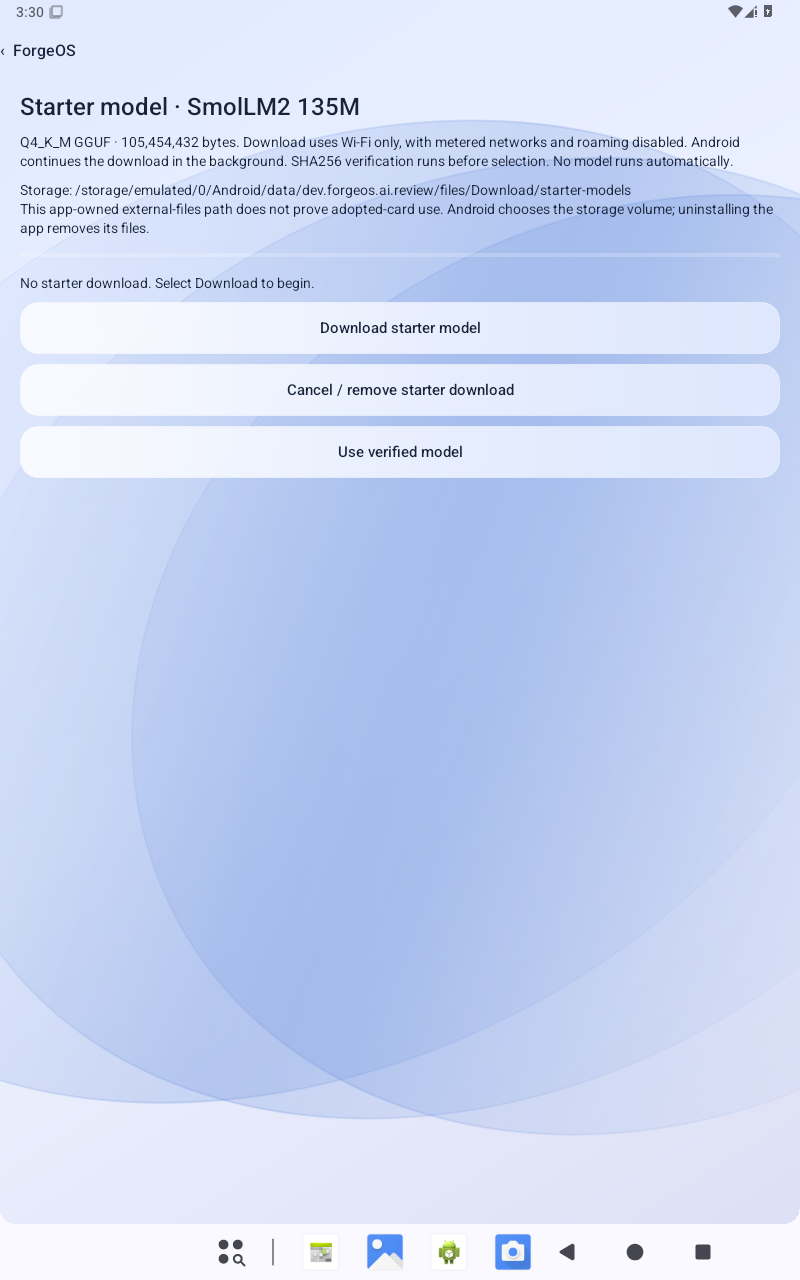 3:30
‹ ForgeOS
Starter model · SmolLM2 135M
Q4_K_M GGUF · 105,454,432 bytes. Download uses Wi-Fi only, with metered networks and roaming disabled. Android
continues the download in the background. SHA256 verification runs before selection. No model runs automatically.
Storage: /storage/emulated/0/Android/data/dev.forgeos.ai.review/files/Download/starter-models
This app-owned external-files path does not prove adopted-card use. Android chooses the storage volume; uninstalling the
app removes its files.
No starter download. Select Download to begin.
Download starter model
Cancel / remove starter download
Use verified model